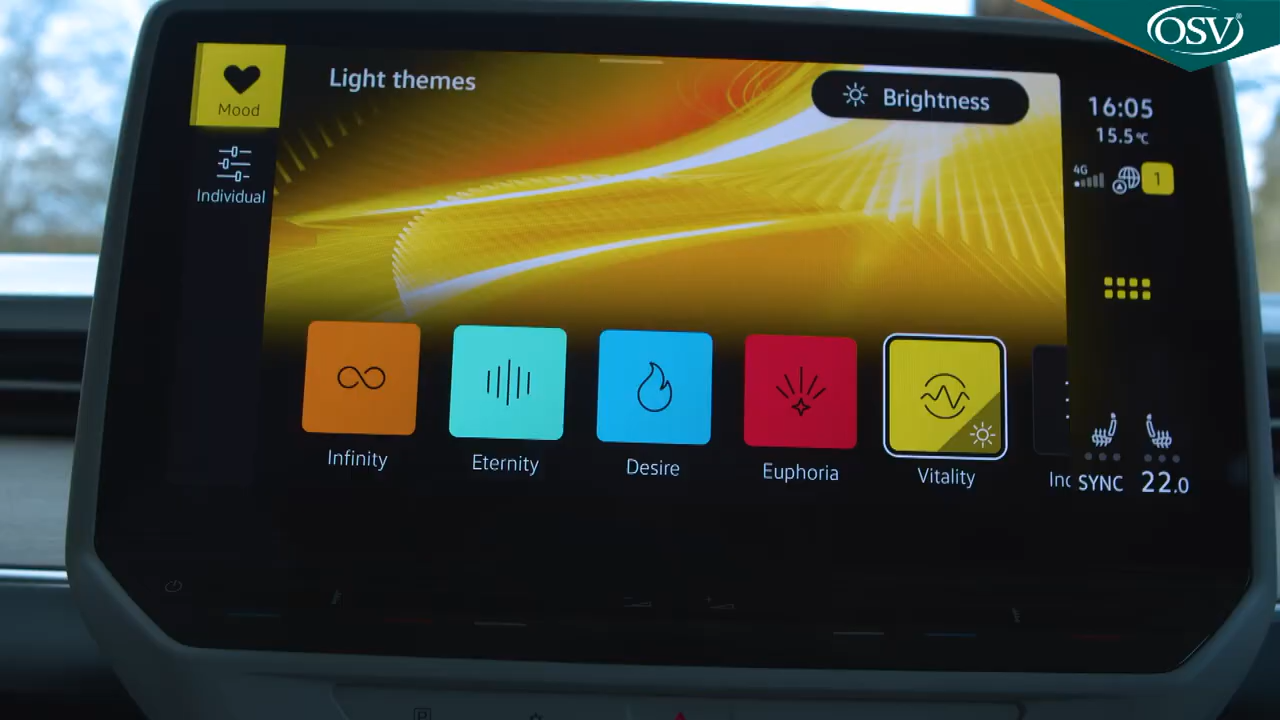 OSV
Mood
Light themes
Brightness
16:05
15.5°C
Individual
4G
1
Infinity
Eternity
Desire
Euphoria
Vitality
Inc
SYNC
22.0
P